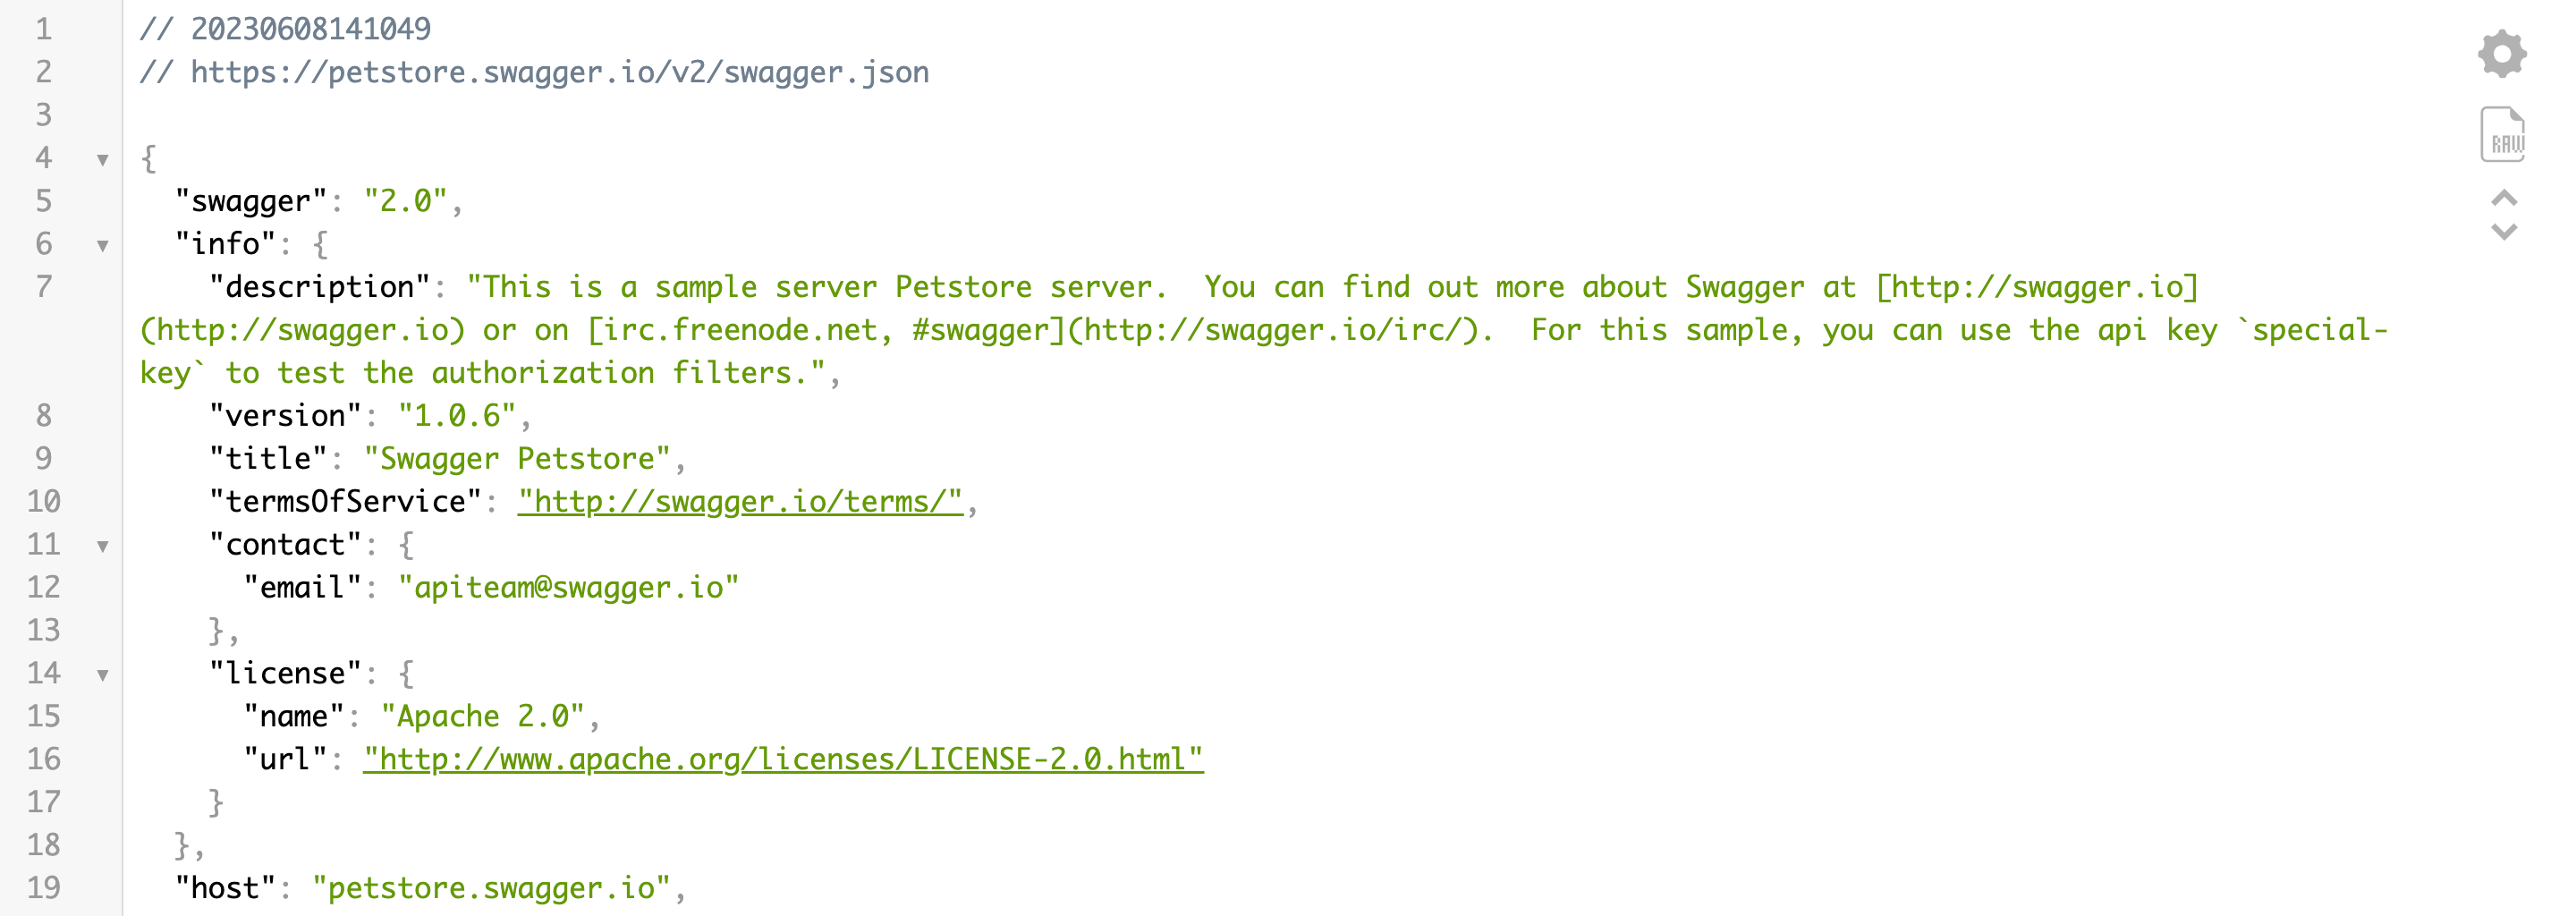 1 // 20230608141049
2 // https://petstore.swagger.io/v2/swagger.json
3
4 ▼ {
5 "swagger": "2.0",
6 ▼ "info": {
7 "description": "This is a sample server Petstore server.  You can find out more about Swagger at [http://swagger.io]
(http://swagger.io) or on [irc.freenode.net, #swagger](http://swagger.io/irc/).  For this sample, you can use the api key `special-
key` to test the authorization filters.",
8 "version": "1.0.6",
9 "title": "Swagger Petstore",
10 "termsOfService": "http://swagger.io/terms/",
11 ▼ "contact": {
12 "email": "apiteam@swagger.io"
13 },
14 ▼ "license": {
15 "name": "Apache 2.0",
16 "url": "http://www.apache.org/licenses/LICENSE-2.0.html"
17 }
18 },
19 "host": "petstore.swagger.io",
RAW